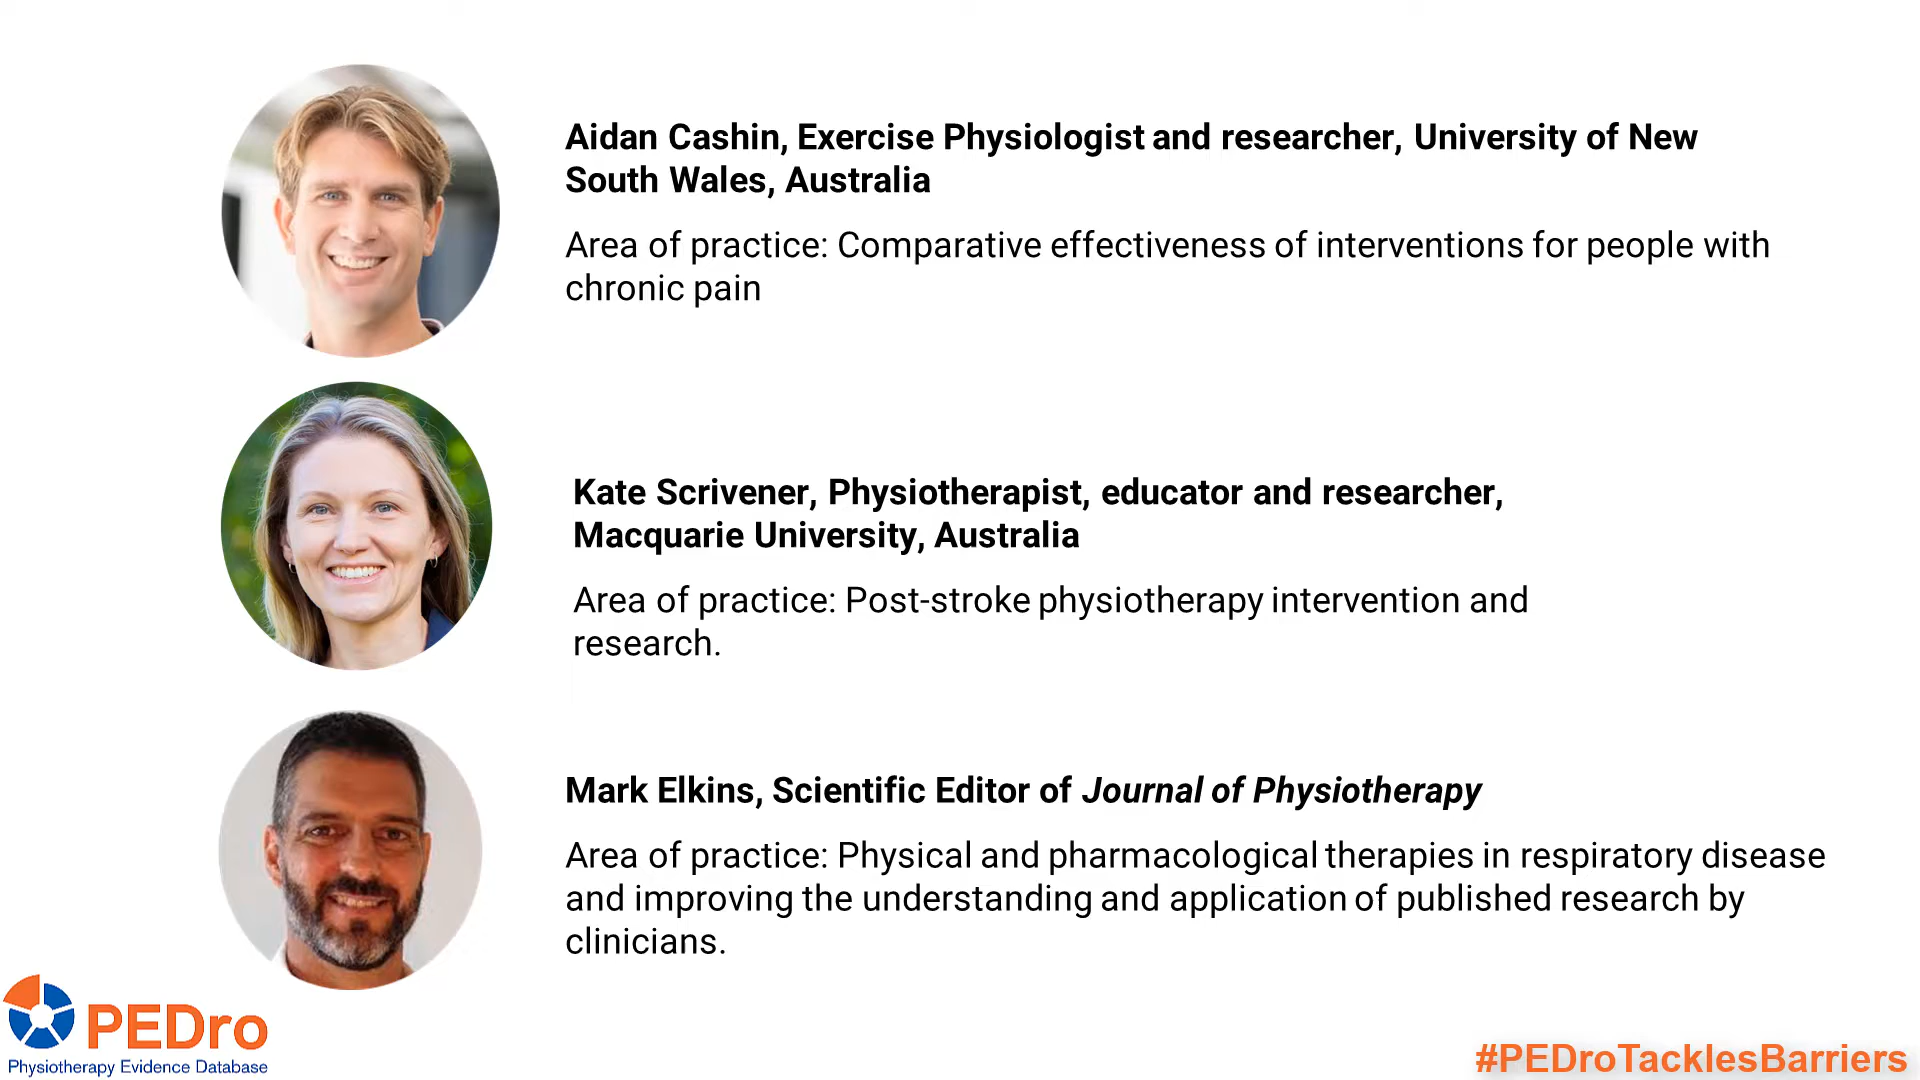 Aidan Cashin, Exercise Physiologist and researcher, University of New
South Wales, Australia
Area of practice: Comparative effectiveness of interventions for people with
chronic pain
Kate Scrivener, Physiotherapist, educator and researcher,
Macquarie University, Australia
Area of practice: Post-stroke physiotherapy intervention and
research.
Mark Elkins, Scientific Editor of Journal of Physiotherapy
Area of practice: Physical and pharmacological therapies in respiratory disease
and improving the understanding and application of published research by
clinicians.
PEDro
Physiotherapy Evidence Database
#PEDroTacklesBarriers